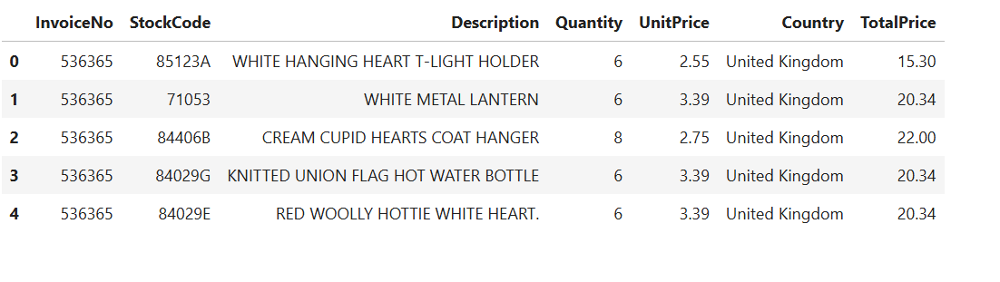 InvoiceNo StockCode Description Quantity UnitPrice Country TotalPrice
0 536365 85123A WHITE HANGING HEART T-LIGHT HOLDER 6 2.55 United Kingdom 15.30
1 536365 71053 WHITE METAL LANTERN 6 3.39 United Kingdom 20.34
2 536365 84406B CREAM CUPID HEARTS COAT HANGER 8 2.75 United Kingdom 22.00
3 536365 84029G KNITTED UNION FLAG HOT WATER BOTTLE 6 3.39 United Kingdom 20.34
4 536365 84029E RED WOOLLY HOTTIE WHITE HEART. 6 3.39 United Kingdom 20.34